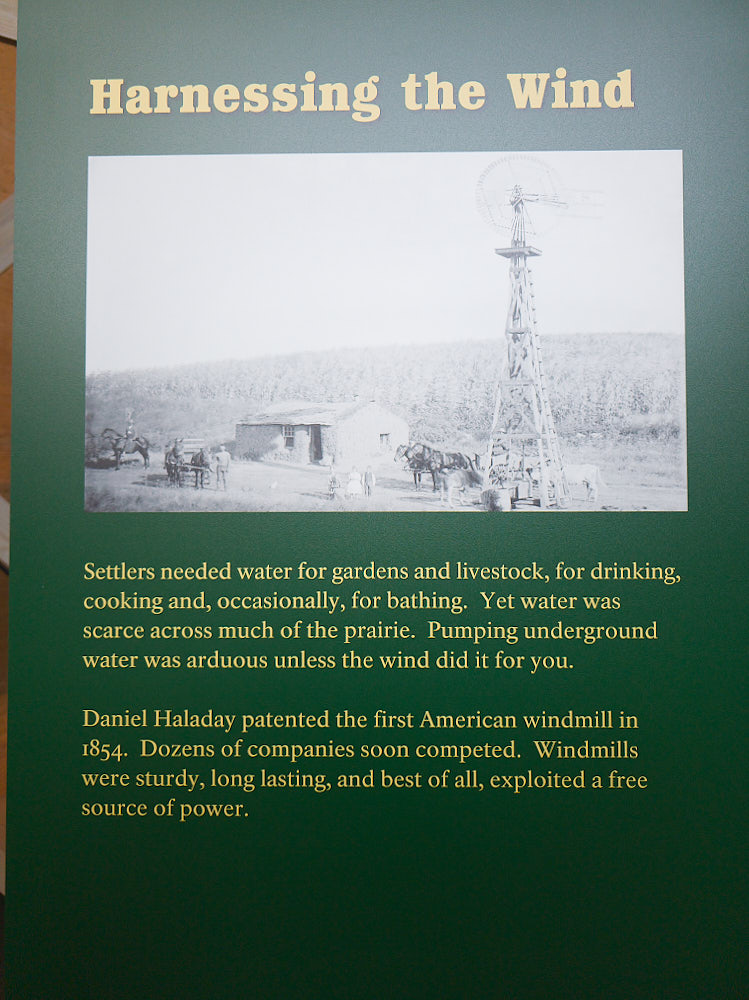 Harnessing the Wind
Settlers needed water for gardens and livestock, for drinking,
cooking and, occasionally, for bathing.  Yet water was
scarce across much of the prairie.  Pumping underground
water was arduous unless the wind did it for you.
Daniel Haladay patented the first American windmill in
1854.  Dozens of companies soon competed.  Windmills
were sturdy, long lasting, and best of all, exploited a free
source of power.